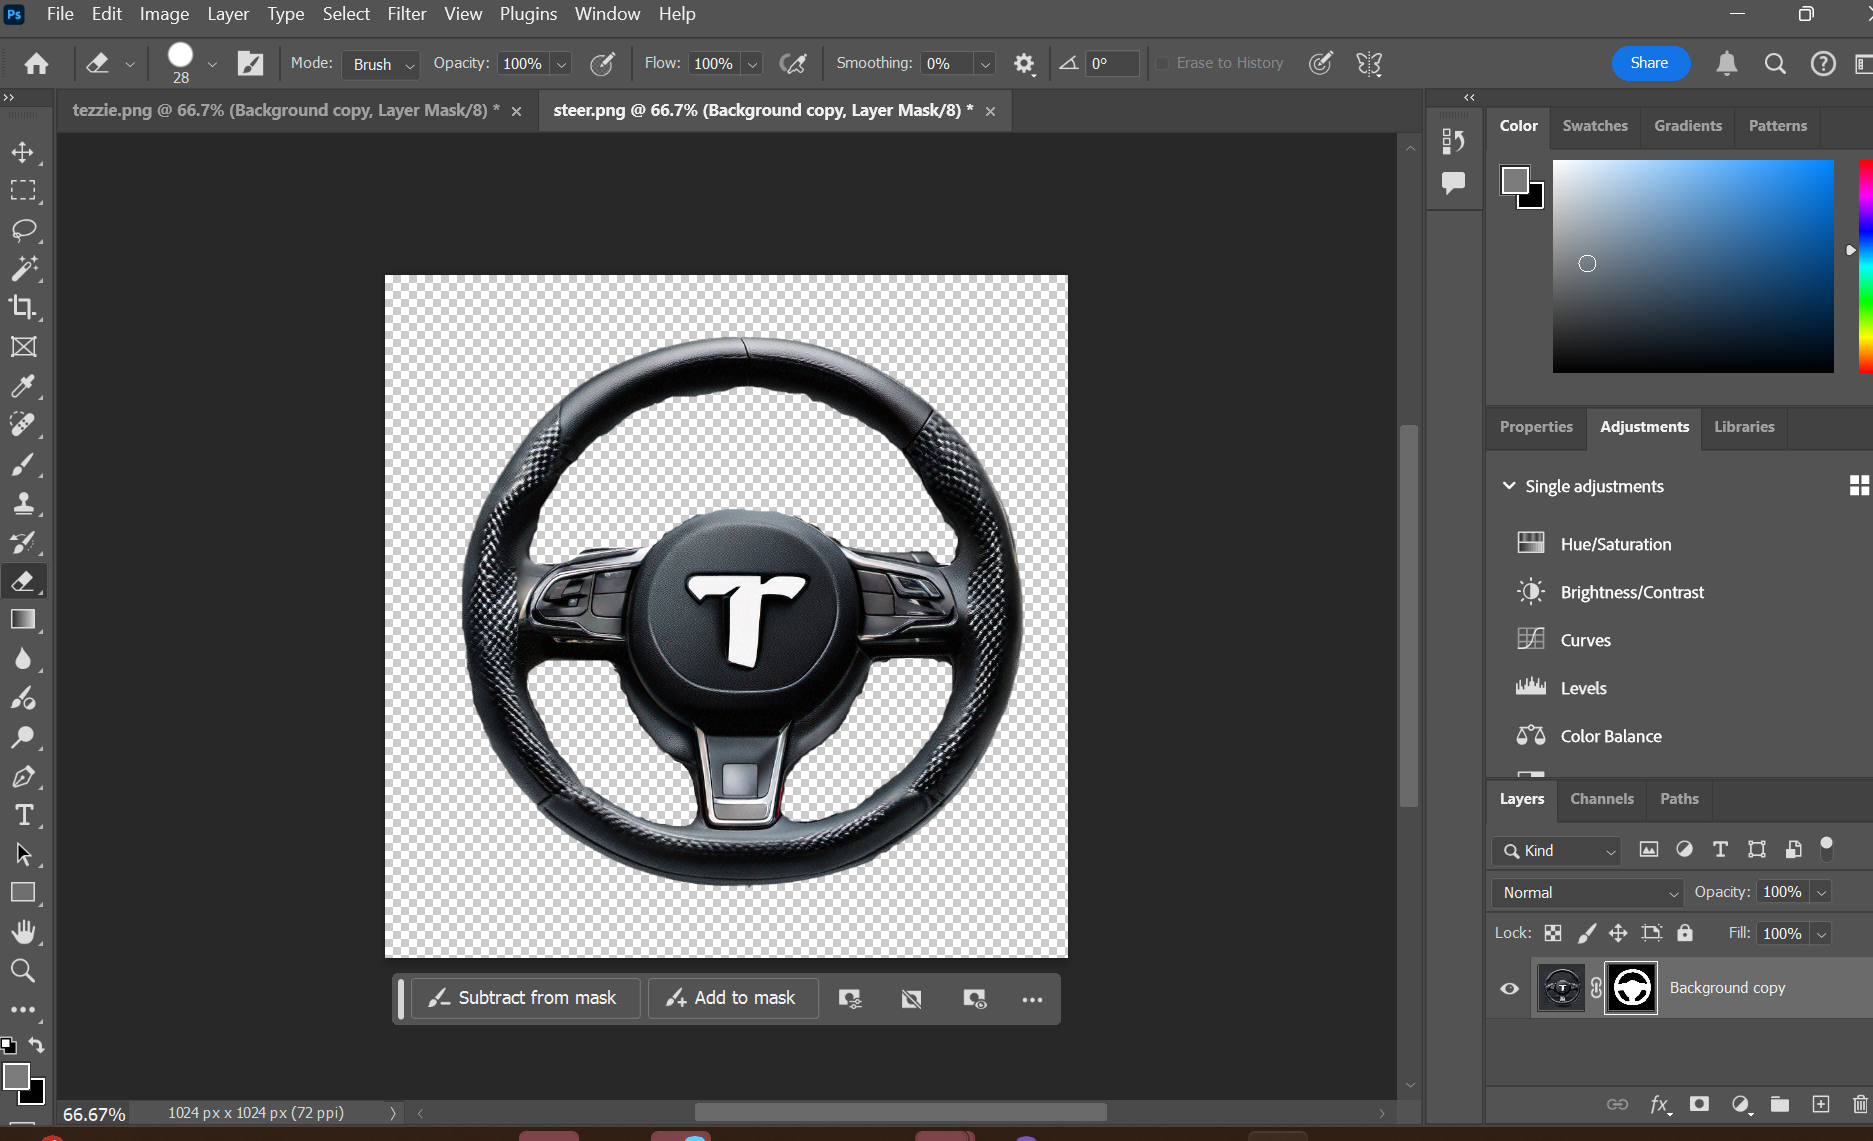 Ps File Edit Image Layer Type Select Filter View Plugins Window Help
28 Mode: Brush Opacity: 100% Flow: 100% Smoothing: 0% 0° Erase to History Share
tezzie.png @ 66.7% (Background copy, Layer Mask/8) * × steer.png @ 66.7% (Background copy, Layer Mask/8) * ×
Color Swatches Gradients Patterns
Properties Adjustments Libraries
Single adjustments
Hue/Saturation
Brightness/Contrast
Curves
Levels
Color Balance
T
Layers Channels Paths
Kind
Normal Opacity: 100%
Lock: Fill: 100%
Background copy
Subtract from mask Add to mask
66.67% 1024 px x 1024 px (72 ppi)
fx